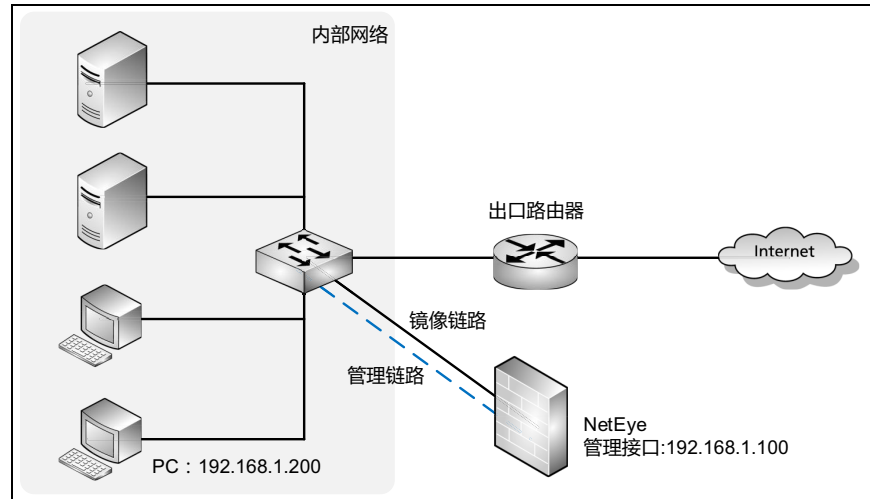 内部网络
出口路由器
Internet
镜像链路
管理链路
NetEye
管理接口:192.168.1.100
PC：192.168.1.200